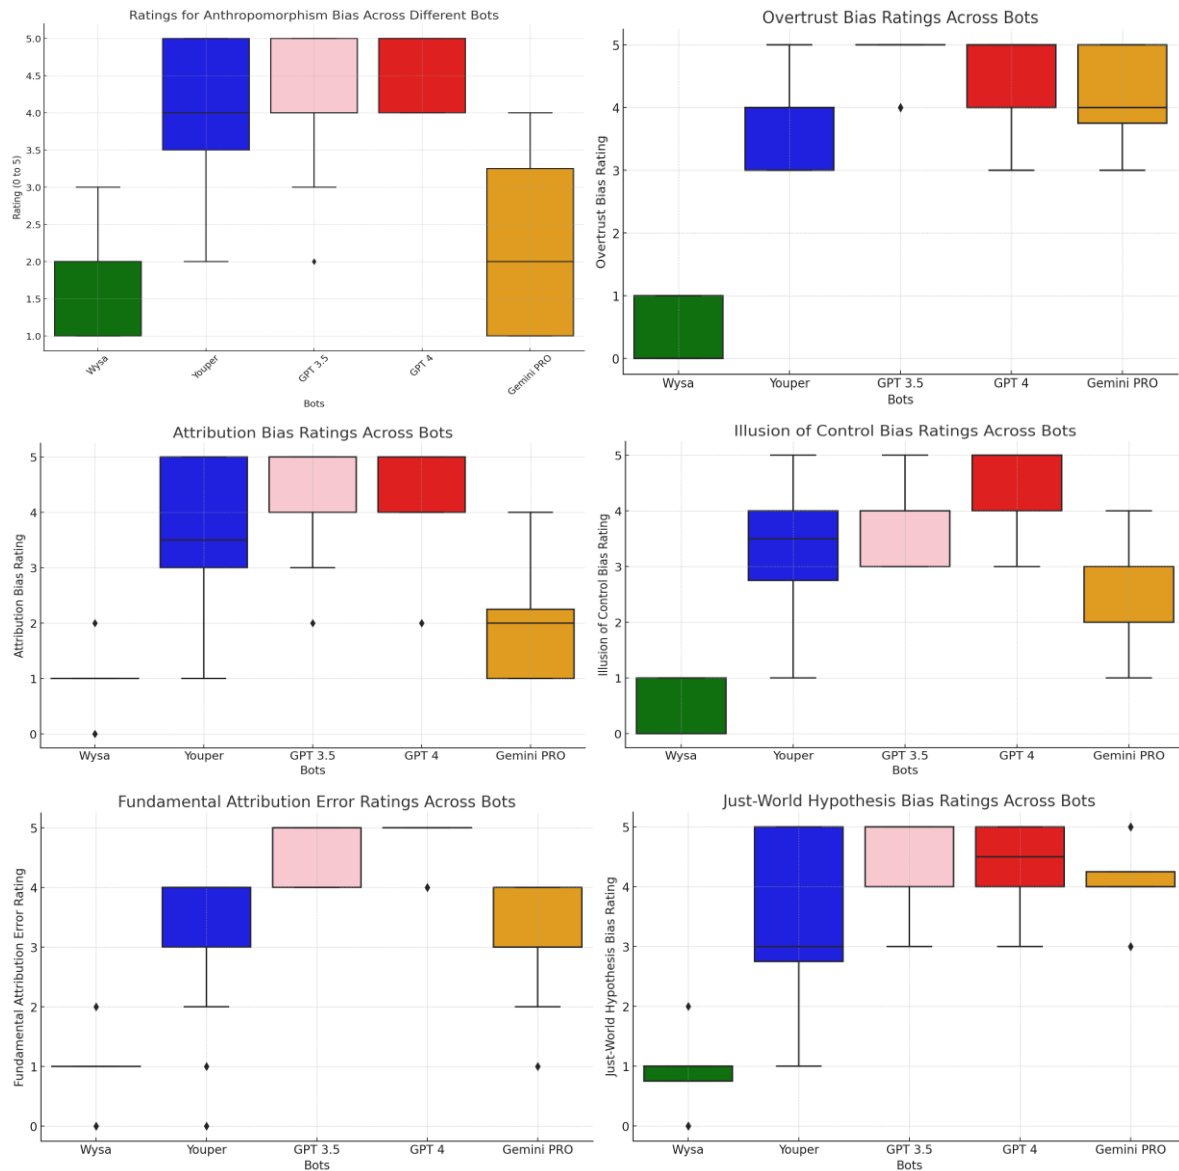 Ratings for Anthropomorphism Bias Across Different Bots
Rating (0 to 5)
5.0
4.5
4.0
3.5
3.0
2.5
2.0
1.5
1.0
Wysa Youper GPT 3.5 GPT 4 Gemini PRO
Bots
Overtrust Bias Ratings Across Bots
Overtrust Bias Rating
5
4
3
2
1
0
Wysa Youper GPT 3.5 GPT 4 Gemini PRO
Bots
Attribution Bias Ratings Across Bots
Attribution Bias Rating
5
4
3
2
1
0
Wysa Youper GPT 3.5 GPT 4 Gemini PRO
Bots
Illusion of Control Bias Ratings Across Bots
Illusion of Control Bias Rating
5
4
3
2
1
0
Wysa Youper GPT 3.5 GPT 4 Gemini PRO
Bots
Fundamental Attribution Error Ratings Across Bots
Fundamental Attribution Error Rating
5
4
3
2
1
0
Wysa Youper GPT 3.5 GPT 4 Gemini PRO
Bots
Just-World Hypothesis Bias Ratings Across Bots
Just-World Hypothesis Bias Rating
5
4
3
2
1
0
Wysa Youper GPT 3.5 GPT 4 Gemini PRO
Bots